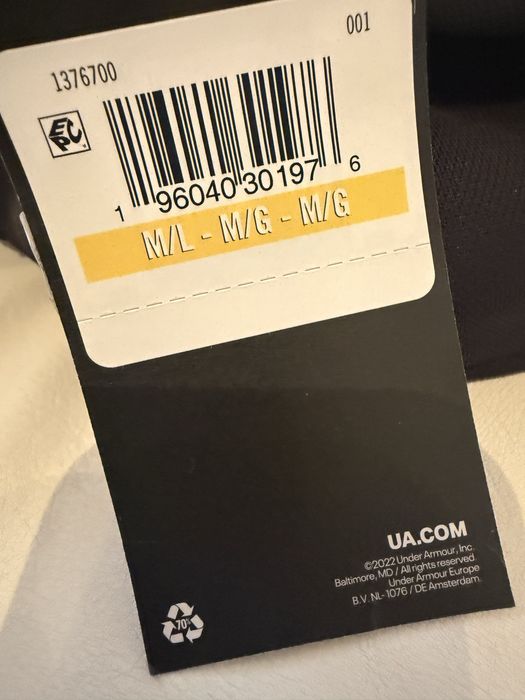 1376700
001
EPC
1 96040 30197 6
M/L - M/G - M/G
UA.COM
©2022 Under Armour, Inc.
Baltimore, MD / All rights reserved.
Under Armour Europe
B.V. NL- 1076 / DE Amsterdam.
70%